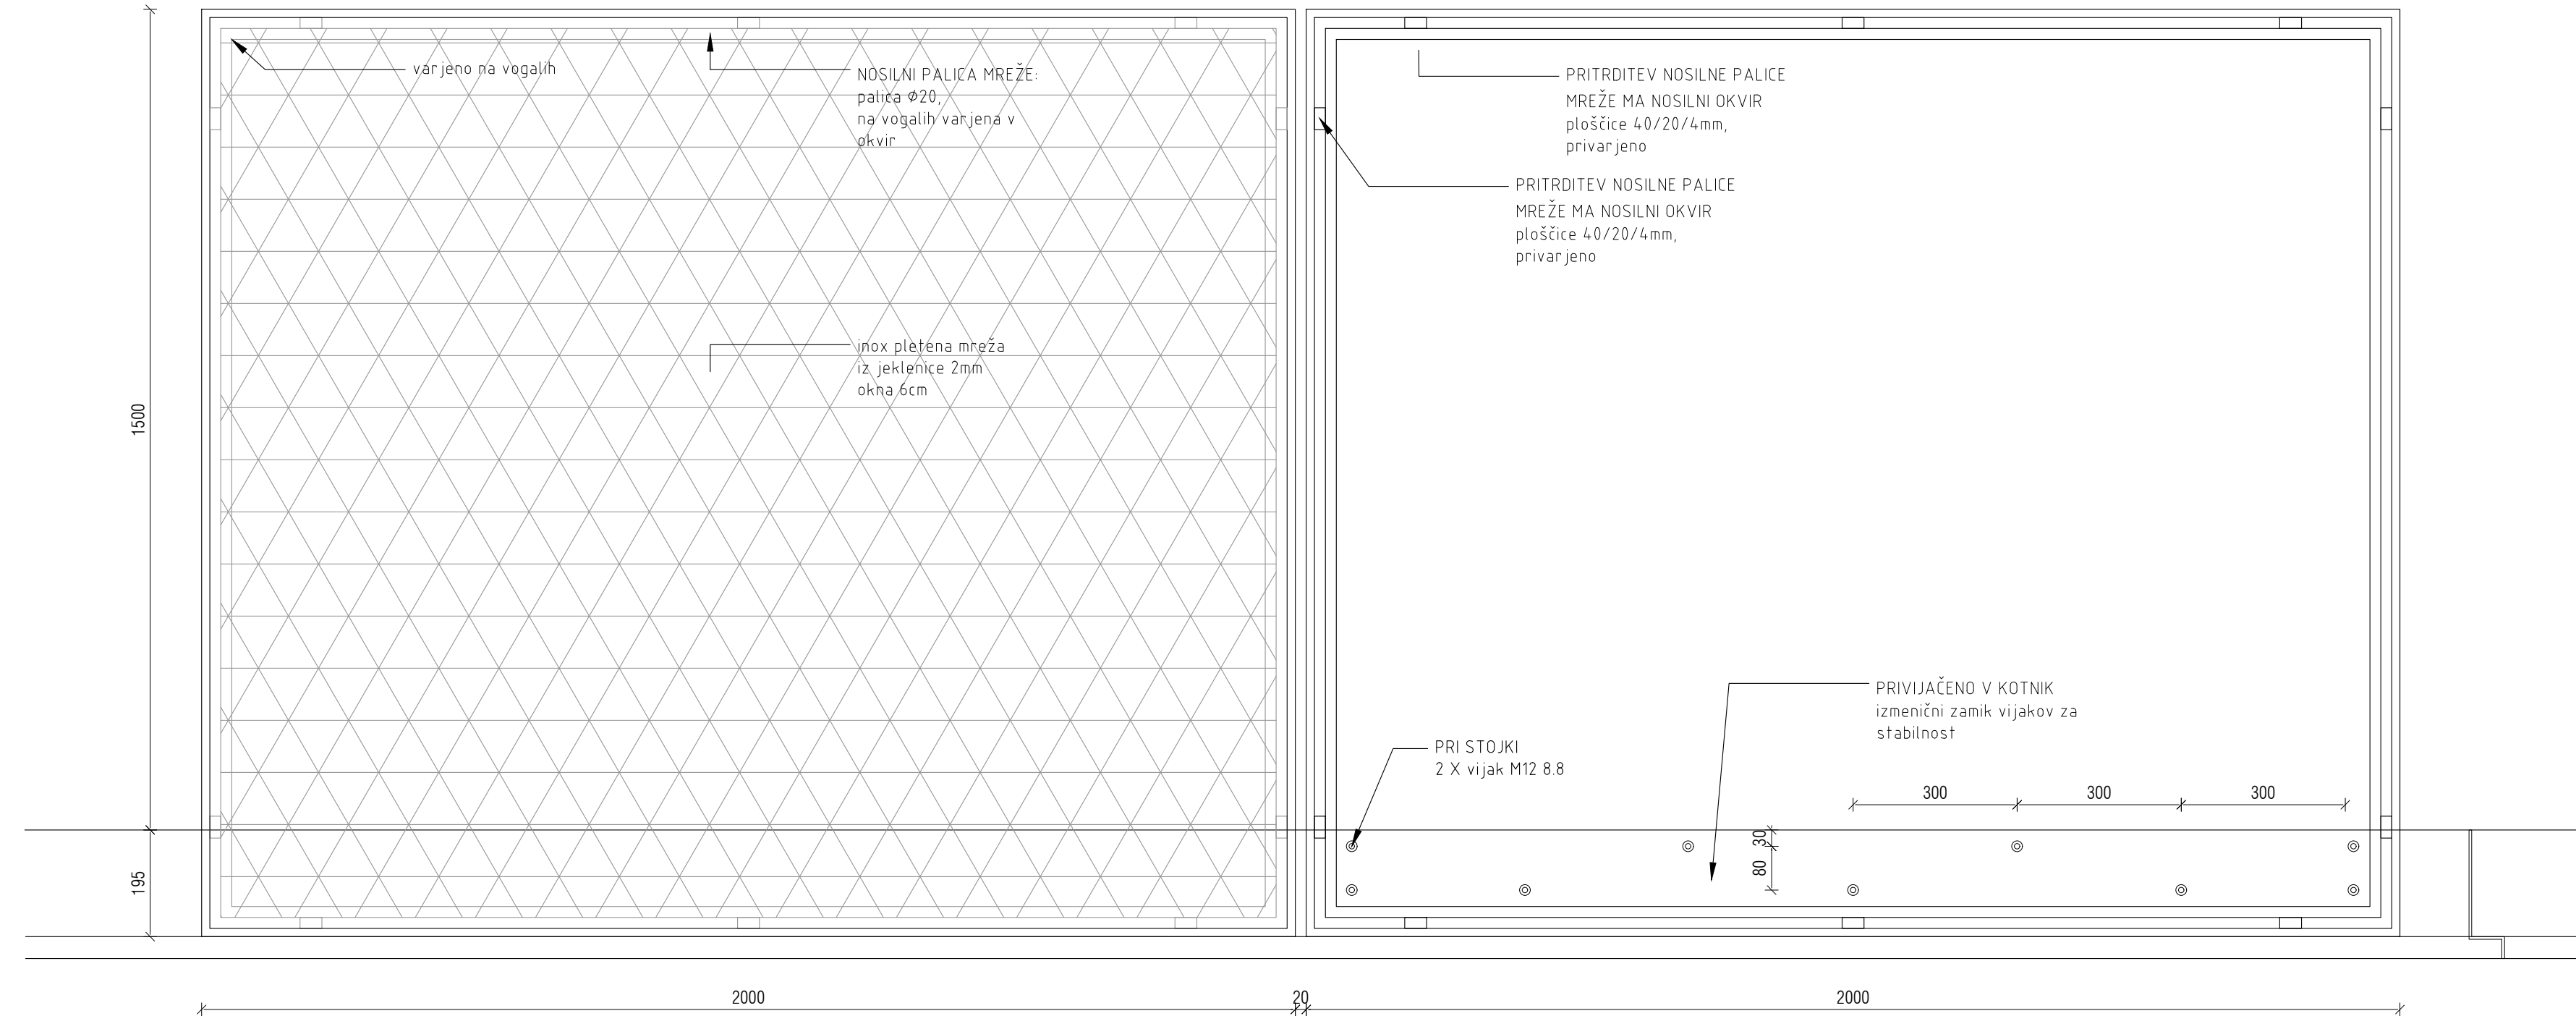 varjeno na vogalih
NOSILNI PALICA MREŽE:
palica Ø20,
na vogalih varjena v
okvir
PRITRDITEV NOSILNE PALICE
MREŽE MA NOSILNI OKVIR
ploščice 40/20/4mm,
privarjeno
PRITRDITEV NOSILNE PALICE
MREŽE MA NOSILNI OKVIR
ploščice 40/20/4mm,
privarjeno
inox pletena mreža
iz jeklenice 2mm
okna 6cm
1500
PRIVIJAČENO V KOTNIK
izmenični zamik vijakov za
stabilnost
PRI STOJKI
2 X vijak M12 8.8
300
300
300
30
80
195
2000
20
2000